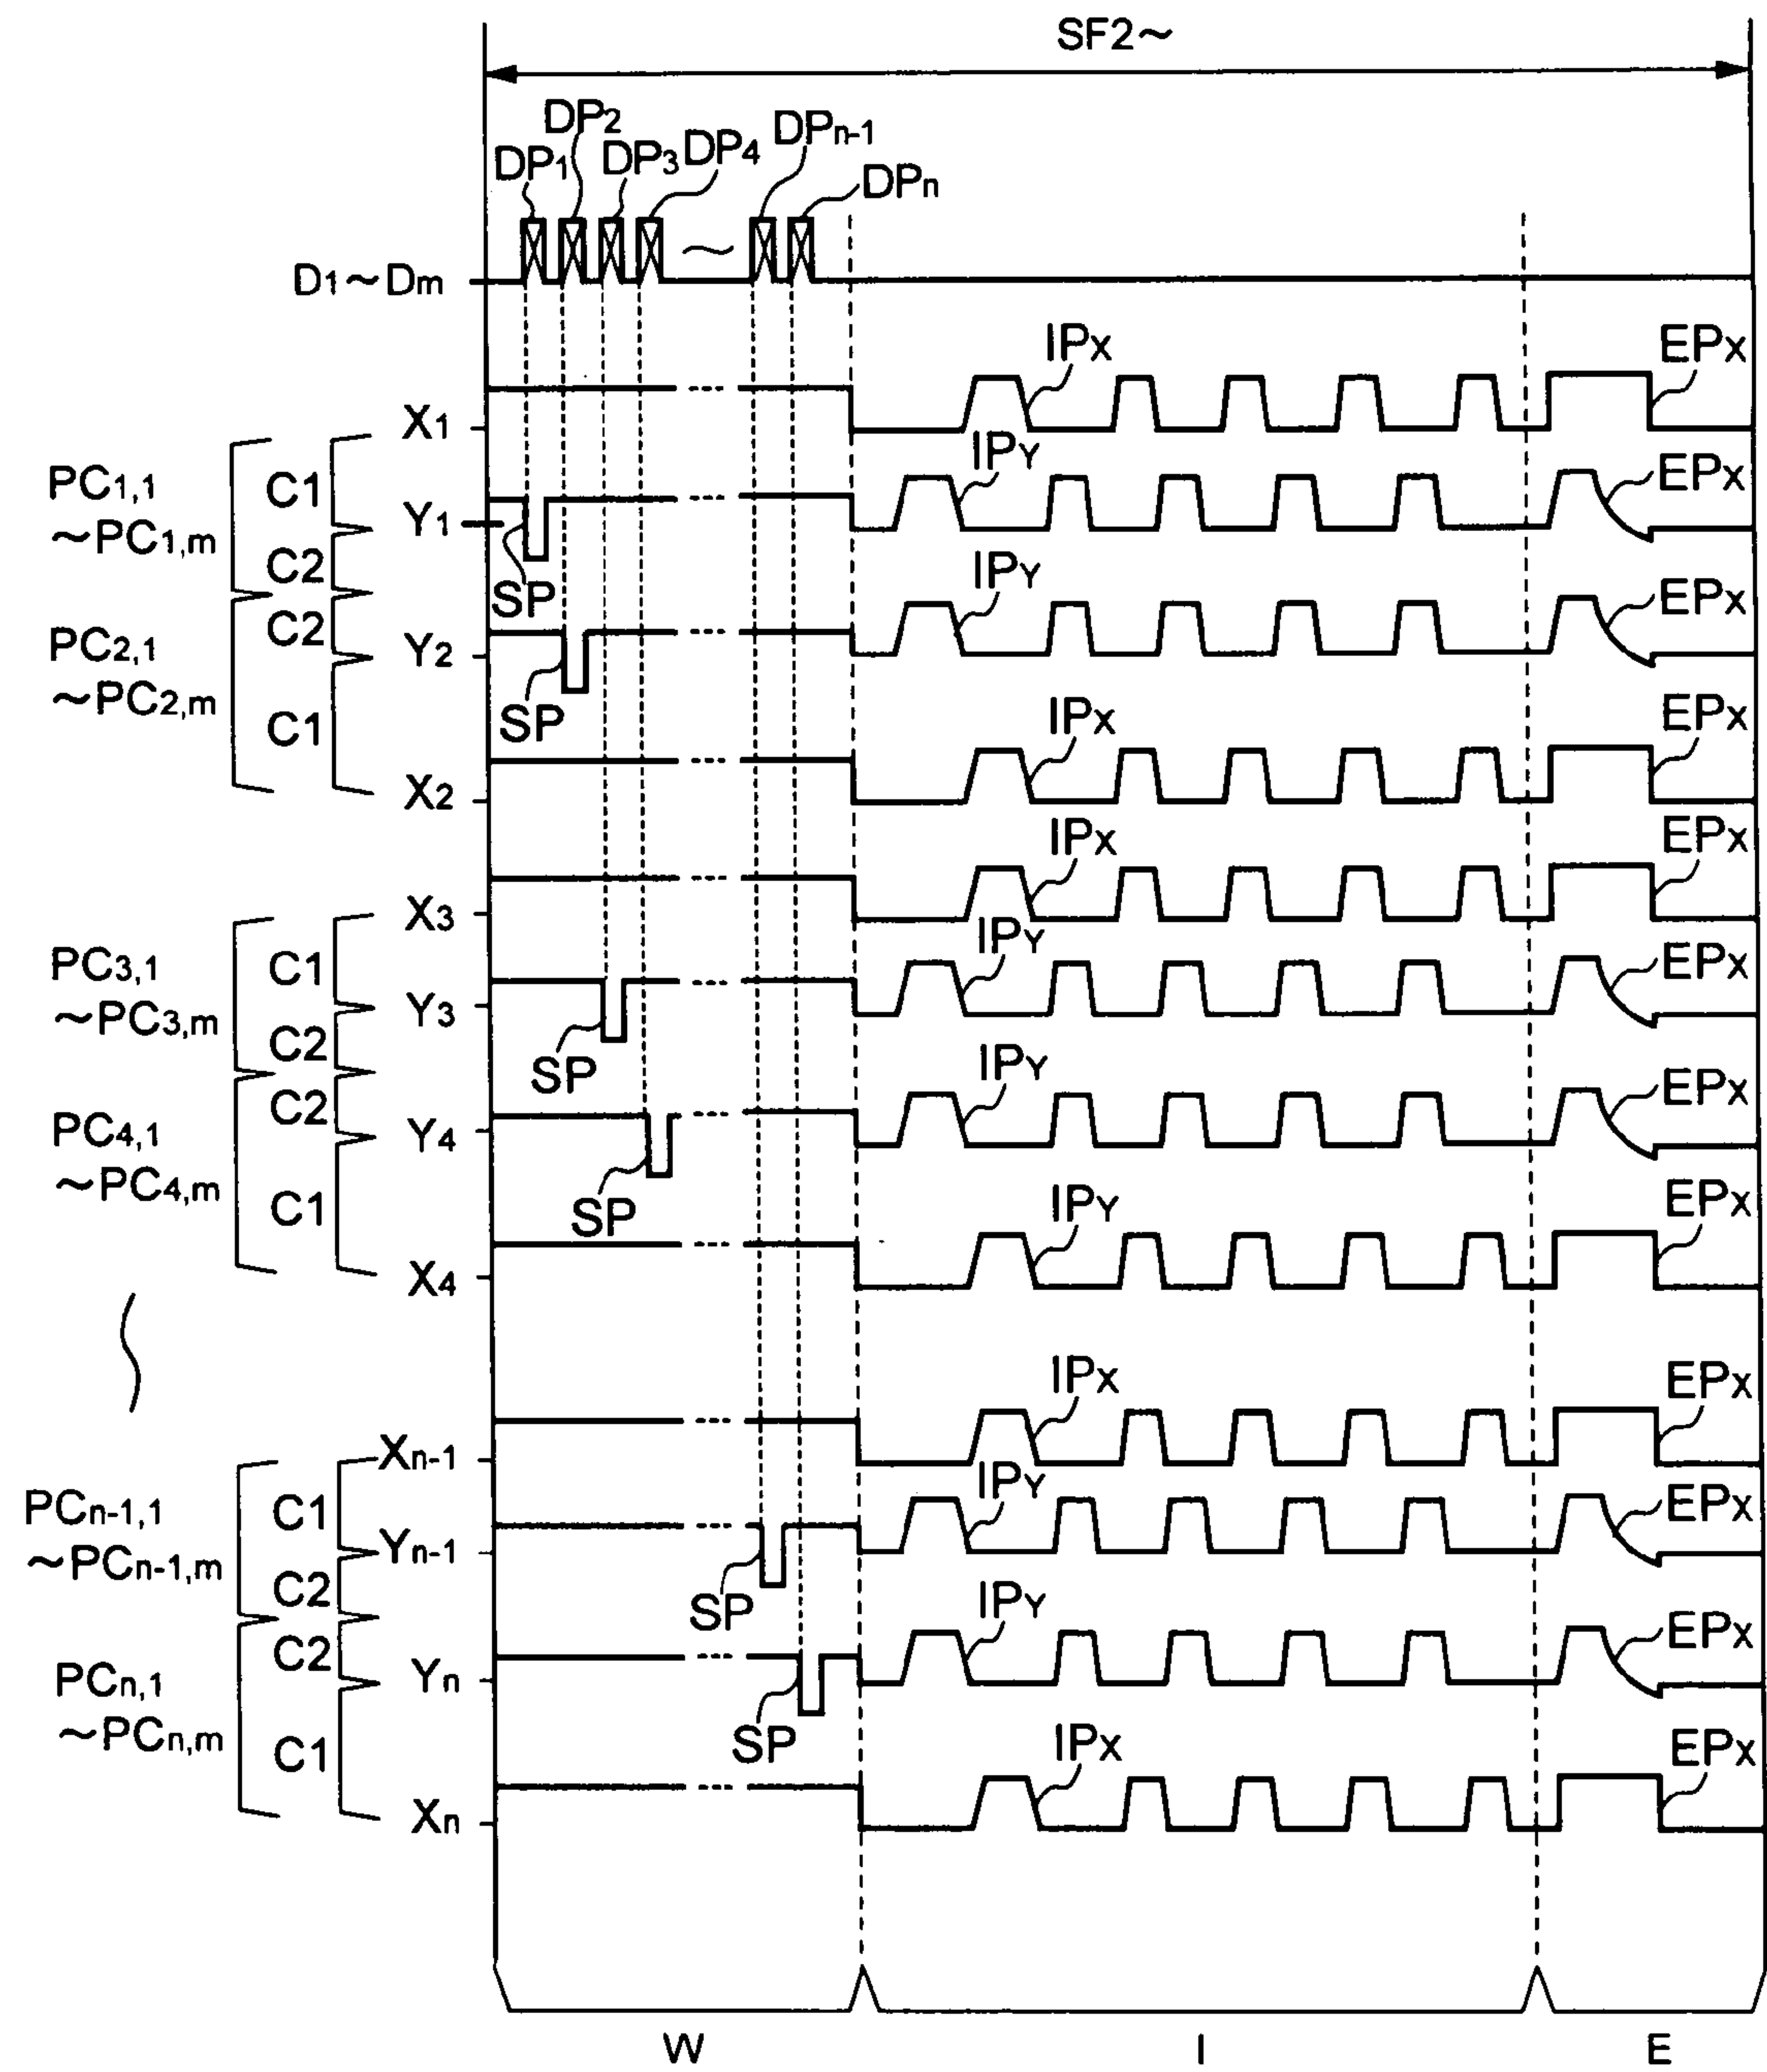 SF2~
DP1 DP2 DP3 DP4 DPn-1 DPn
D1~Dm
IPX EPX
X1
PC1,1 ~PC1,m C1 C2
IPY EPX
Y1
SP
IPY EPX
PC2,1 ~PC2,m C2 C1
Y2
SP
IPX EPX
X2
IPX EPX
X3
PC3,1 ~PC3,m C1 C2
IPY EPX
Y3
SP
IPY EPX
PC4,1 ~PC4,m C2 C1
Y4
SP
IPY EPX
X4
IPX EPX
Xn-1
PCn-1,1 ~PCn-1,m C1 C2
IPY EPX
Yn-1
SP
IPY EPX
PCn,1 ~PCn,m C2 C1
Yn
SP
IPX EPX
Xn
W I E